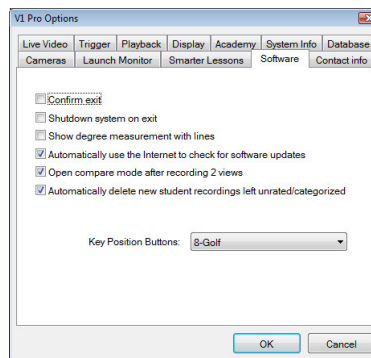 V1 Pro Options
Live Video Trigger Playback Display Academy System Info Database
Cameras Launch Monitor Smarter Lessons Software Contact info
Confirm exit
Shutdown system on exit
Show degree measurement with lines
Automatically use the Internet to check for software updates
Open compare mode after recording 2 views
Automatically delete new student recordings left unrated/categorized
Key Position Buttons: 8-Golf
OK Cancel